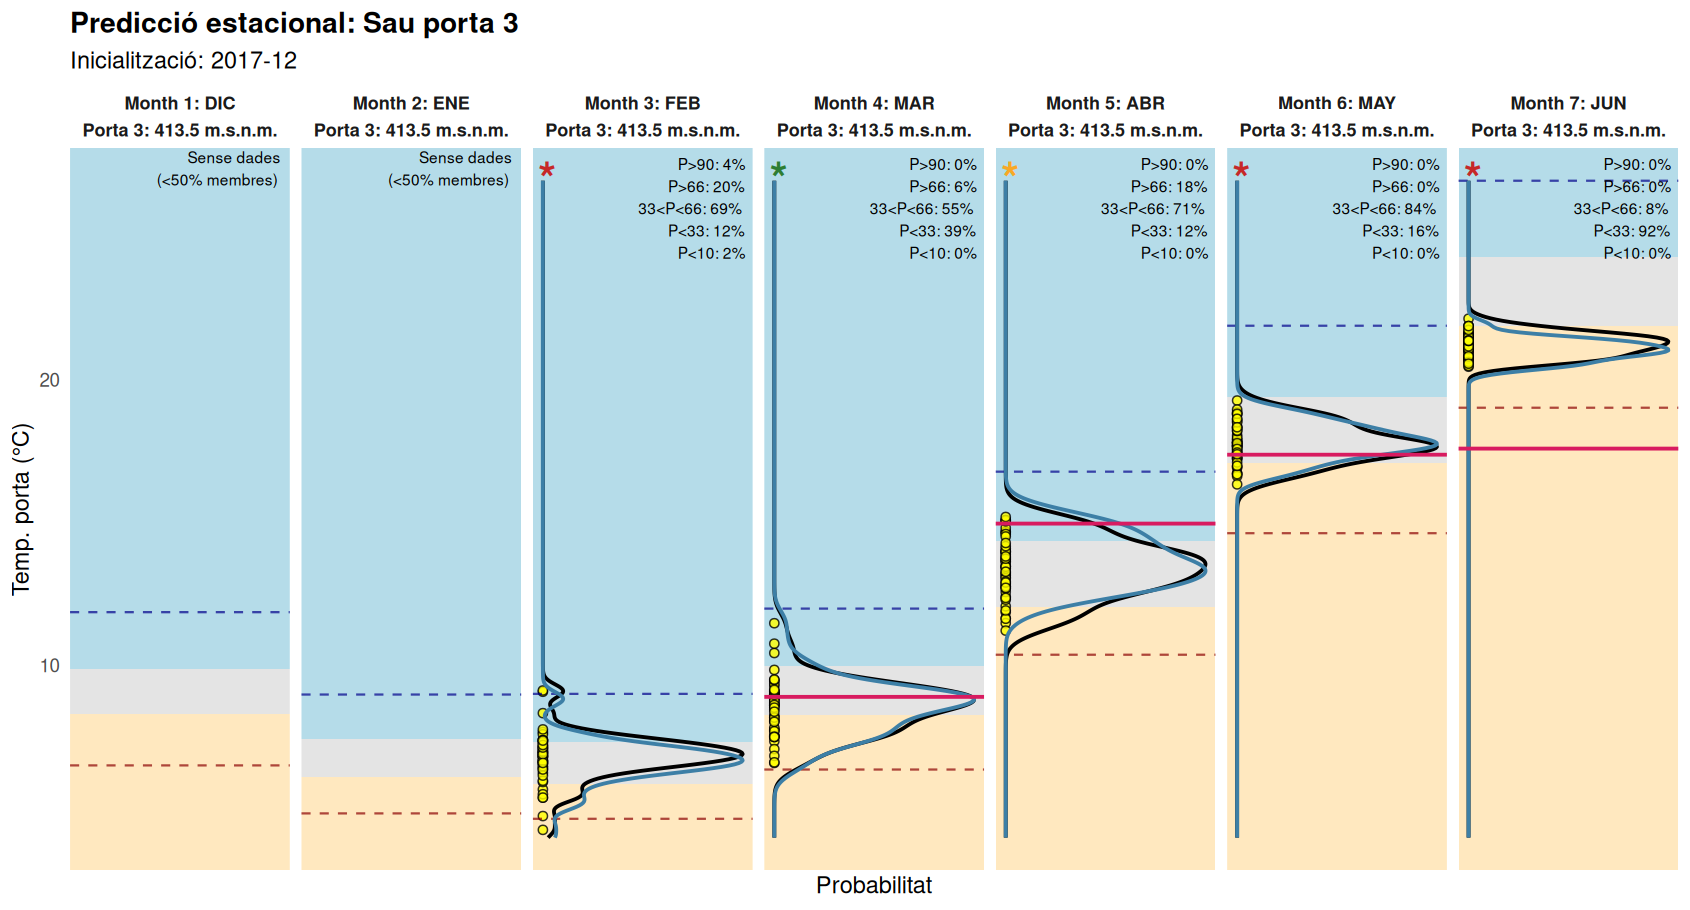 Predicció estacional: Sau porta 3
Inicialització: 2017-12
Month 1: DIC
Porta 3: 413.5 m.s.n.m.
Month 2: ENE
Porta 3: 413.5 m.s.n.m.
Month 3: FEB
Porta 3: 413.5 m.s.n.m.
Month 4: MAR
Porta 3: 413.5 m.s.n.m.
Month 5: ABR
Porta 3: 413.5 m.s.n.m.
Month 6: MAY
Porta 3: 413.5 m.s.n.m.
Month 7: JUN
Porta 3: 413.5 m.s.n.m.
Sense dades
(<50% membres)
Sense dades
(<50% membres)
*
P>90: 4%
P>66: 20%
33<P<66: 69%
P<33: 12%
P<10: 2%
*
P>90: 0%
P>66: 6%
33<P<66: 55%
P<33: 39%
P<10: 0%
*
P>90: 0%
P>66: 18%
33<P<66: 71%
P<33: 12%
P<10: 0%
*
P>90: 0%
P>66: 0%
33<P<66: 84%
P<33: 16%
P<10: 0%
*
P>90: 0%
P>66: 0%
33<P<66: 8%
P<33: 92%
P<10: 0%
Temp. porta (°C)
20
10
Probabilitat